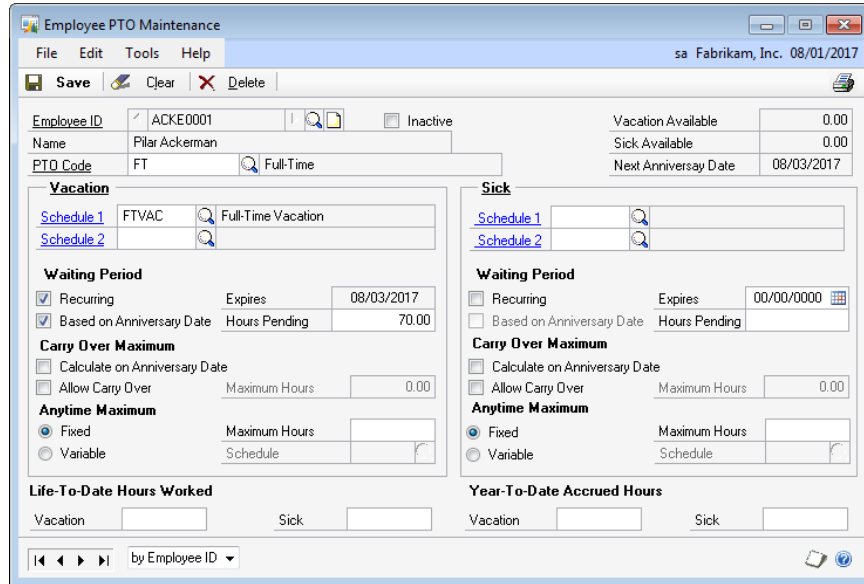 Employee PTO Maintenance
File Edit Tools Help sa Fabrikam, Inc. 08/01/2017
Save Clear Delete
Employee ID ACKE0001 Inactive Vacation Available 0.00
Name Pilar Ackerman Sick Available 0.00
PTO Code FT Full-Time Next Anniversay Date 08/03/2017
Vacation Sick
Schedule 1 FTVAC Full-Time Vacation Schedule 1
Schedule 2 Schedule 2
Waiting Period Waiting Period
Recurring Expires 08/03/2017 Recurring Expires 00/00/0000
Based on Anniversary Date Hours Pending 70.00 Based on Anniversary Date Hours Pending
Carry Over Maximum Carry Over Maximum
Calculate on Anniversary Date Calculate on Anniversary Date
Allow Carry Over Maximum Hours 0.00 Allow Carry Over Maximum Hours 0.00
Anytime Maximum Anytime Maximum
Fixed Maximum Hours Fixed Maximum Hours
Variable Schedule Variable Schedule
Life-To-Date Hours Worked Year-To-Date Accrued Hours
Vacation Sick Vacation Sick
by Employee ID